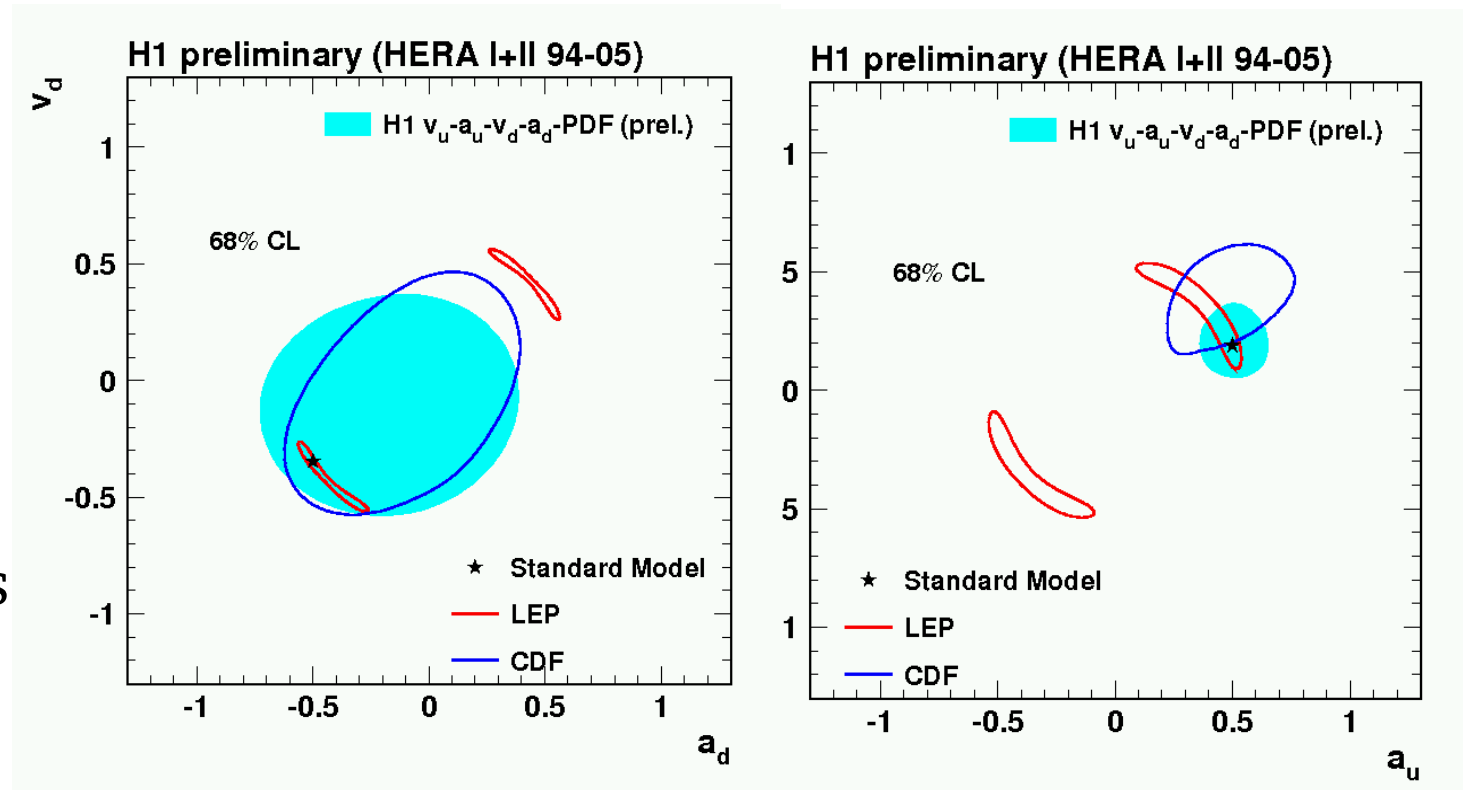 H1 preliminary (HERA I+II 94-05)
v_d
H1 v_u-a_u-v_d-a_d-PDF (prel.)
68% CL
1
0.5
0
-0.5
-1
Standard Model
LEP
CDF
-1 -0.5 0 0.5 1
a_d
s
H1 preliminary (HERA I+II 94-05)
H1 v_u-a_u-v_d-a_d-PDF (prel.)
68% CL
1
5
0
5
1
Standard Model
LEP
CDF
-1 -0.5 0 0.5 1
a_u